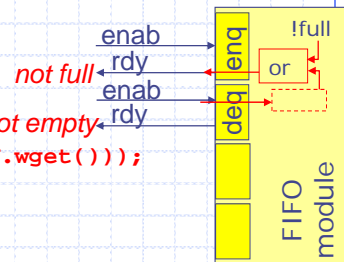 enab
!full
enq
rdy
not full
or
enab
rdy
deq
ot empty
.wget()));
FIFO
module